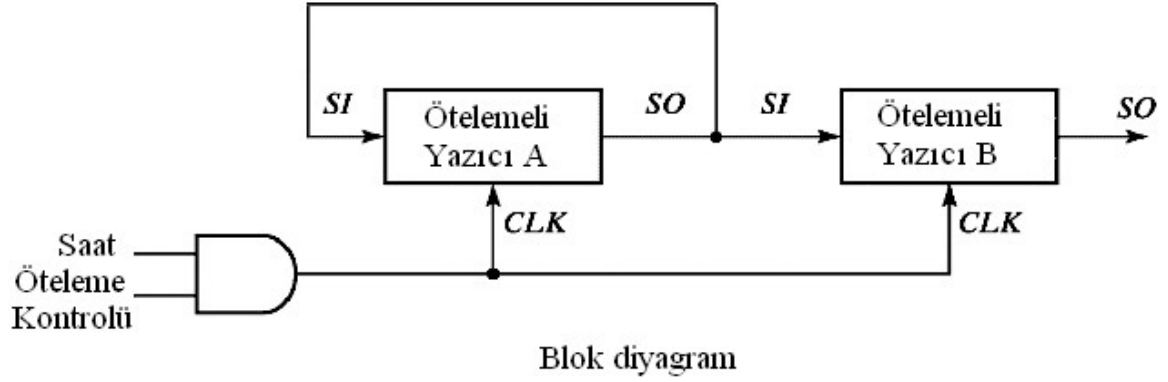 SI
Ötelemeli
Yazıcı A
SO
SI
Ötelemeli
Yazıcı B
SO
CLK
CLK
Saat
Öteleme
Kontrolü
Blok diyagram